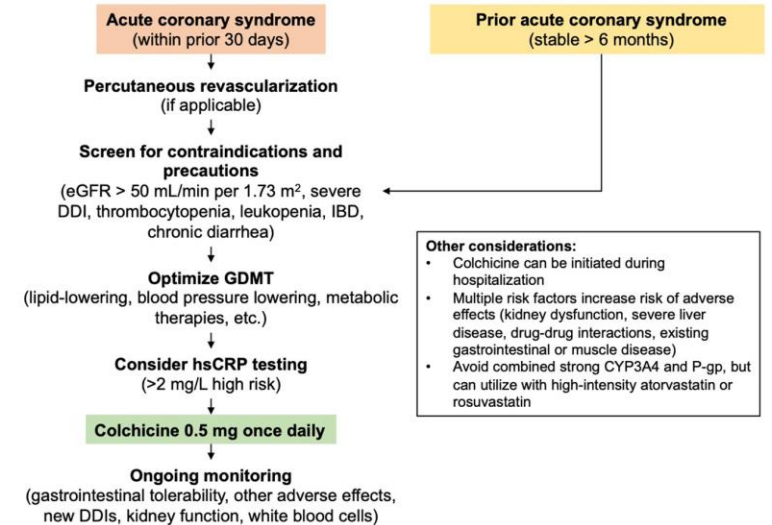 Acute coronary syndrome
(within prior 30 days)
Prior acute coronary syndrome
(stable > 6 months)
Percutaneous revascularization
(if applicable)
Screen for contraindications and
precautions
(eGFR > 50 mL/min per 1.73 m², severe
DDI, thrombocytopenia, leukopenia, IBD,
chronic diarrhea)
Optimize GDMT
(lipid-lowering, blood pressure lowering, metabolic
therapies, etc.)
Consider hsCRP testing
(>2 mg/L high risk)
Colchicine 0.5 mg once daily
Ongoing monitoring
(gastrointestinal tolerability, other adverse effects,
new DDIs, kidney function, white blood cells)
Other considerations:
• Colchicine can be initiated during
hospitalization
• Multiple risk factors increase risk of adverse
effects (kidney dysfunction, severe liver
disease, drug-drug interactions, existing
gastrointestinal or muscle disease)
• Avoid combined strong CYP3A4 and P-gp, but
can utilize with high-intensity atorvastatin or
rosuvastatin